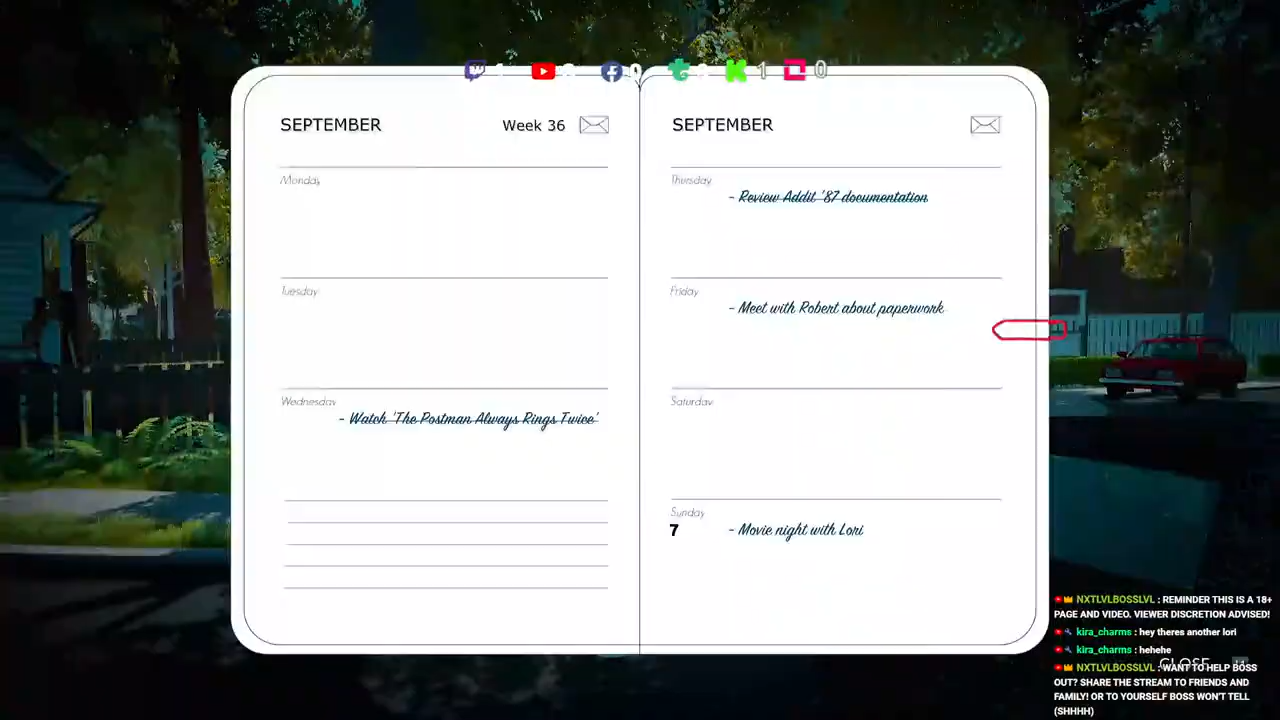 1 0
SEPTEMBER Week 36
Monday
Tuesday
Wednesday
- Watch 'The Postman Always Rings Twice'
SEPTEMBER
Thursday
- Review Addit '87 documentation
Friday
- Meet with Robert about paperwork
Saturday
Sunday
7 - Movie night with Lori
NXTLVLBOSSLVL : REMINDER THIS IS A 18+
PAGE AND VIDEO. VIEWER DISCRETION ADVISED!
kira_charms : hey theres another lori
kira_charms : hehehe
CLOSE
NXTLVLBOSSLVL : WANT TO HELP BOSS
OUT? SHARE THE STREAM TO FRIENDS AND
FAMILY! OR TO YOURSELF BOSS WON'T TELL
(SHHHH)